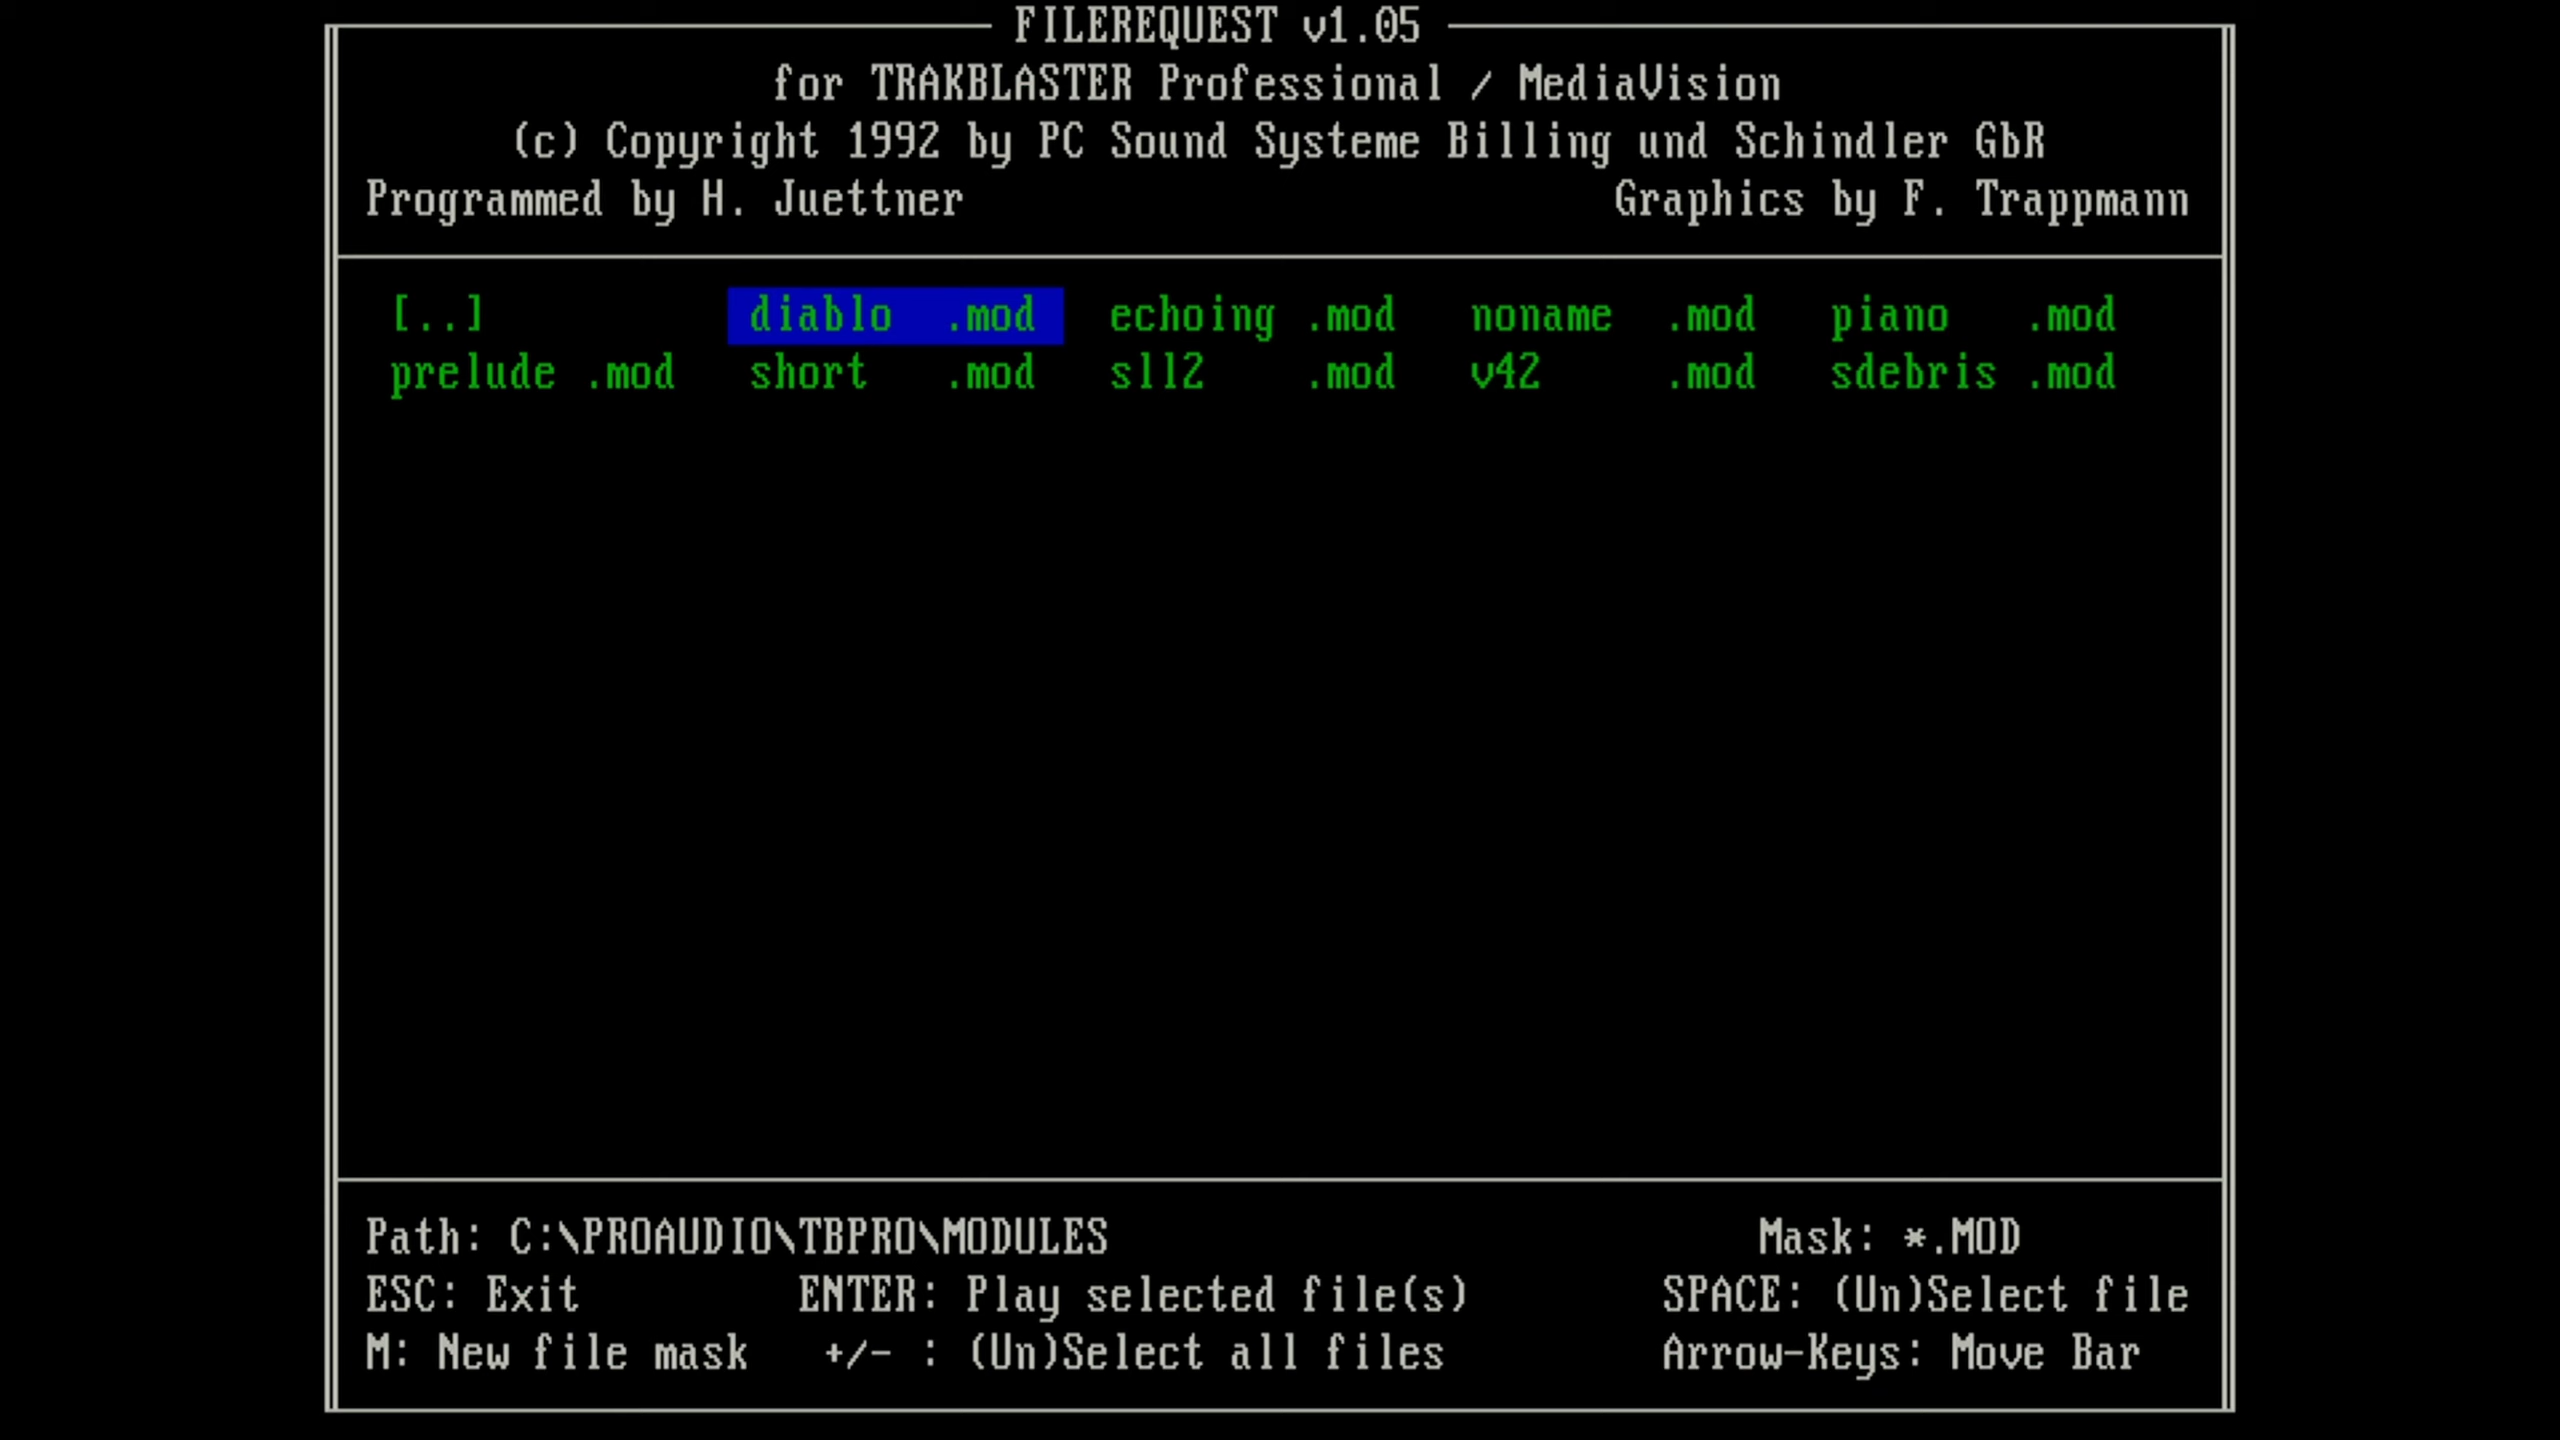 FILEREQUEST v1.05
for TRAKBLASTER Professional / MediaVision
(c) Copyright 1992 by PC Sound Systeme Billing und Schindler GbR
Programmed by H. Juettner Graphics by F. Trappmann
[..] diablo .mod echoing .mod noname .mod piano .mod
prelude .mod short .mod sll2 .mod v42 .mod sdebris .mod
Path: C:\PROAUDIO\TBPRO\MODULES Mask: *.MOD
ESC: Exit ENTER: Play selected file(s) SPACE: (Un)Select file
M: New file mask +/- : (Un)Select all files Arrow-Keys: Move Bar